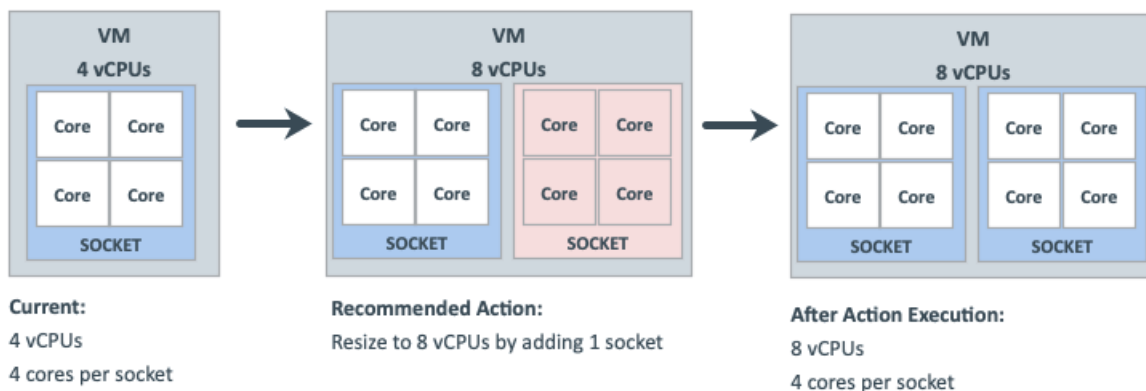 VM
4 vCPUs
Core Core
Core Core
SOCKET
Current:
4 vCPUs
4 cores per socket
VM
8 vCPUs
Core Core Core Core
Core Core Core Core
SOCKET SOCKET
Recommended Action:
Resize to 8 vCPUs by adding 1 socket
VM
8 vCPUs
Core Core Core Core
Core Core Core Core
SOCKET SOCKET
After Action Execution:
8 vCPUs
4 cores per socket